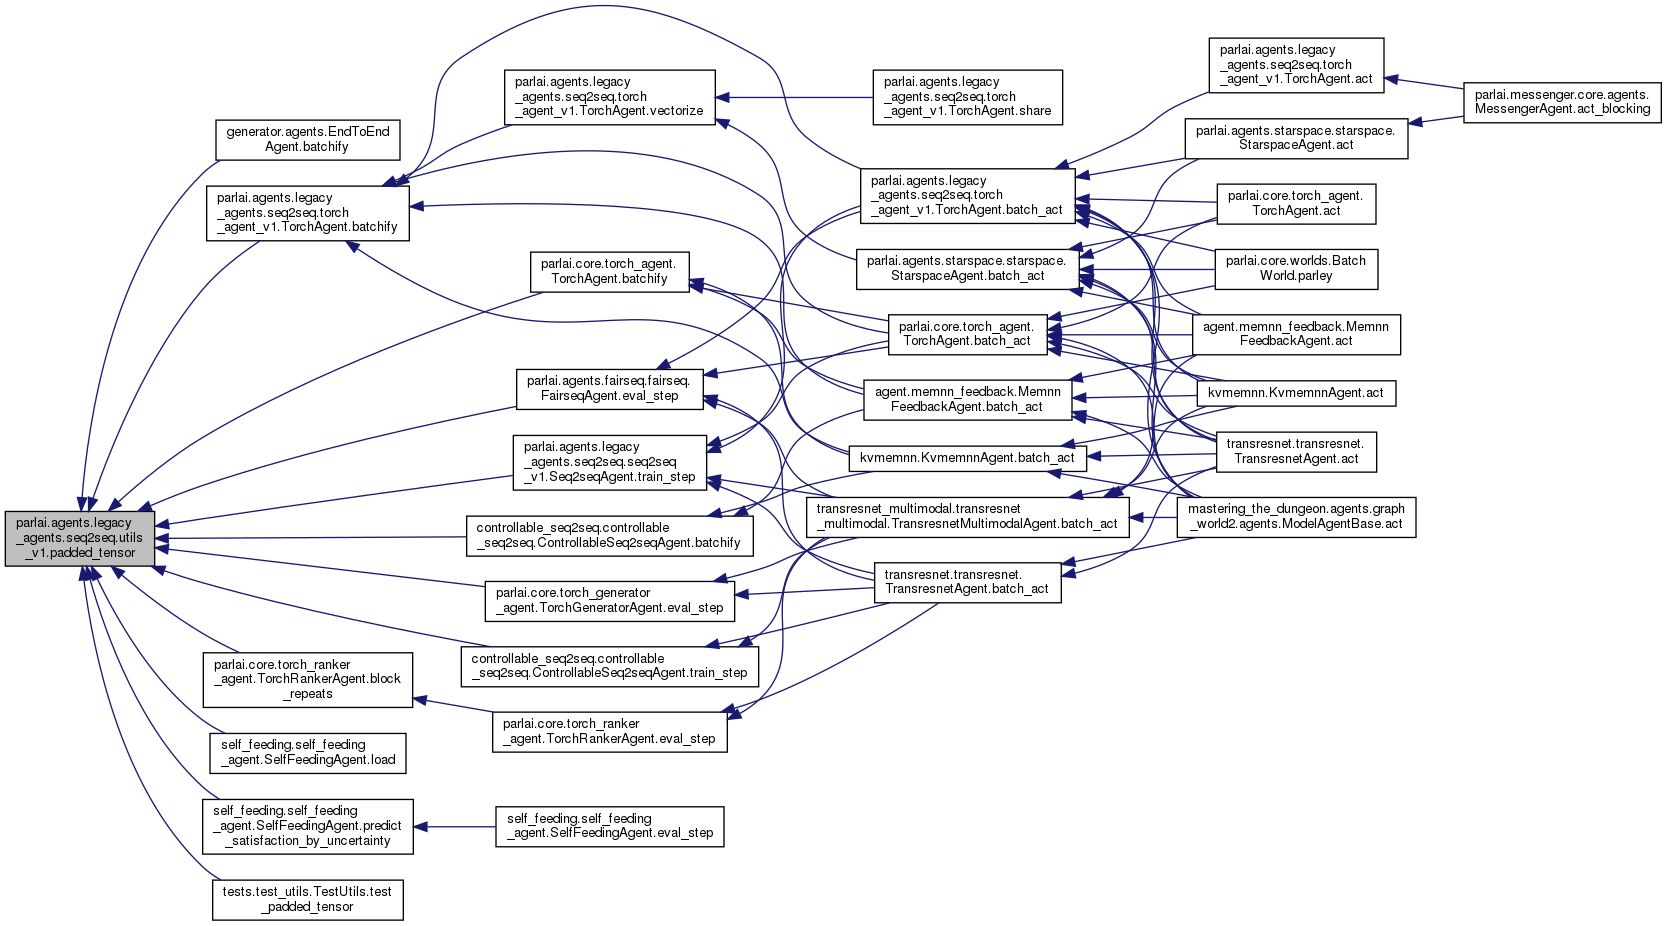 parlai.agents.legacy
_agents.seq2seq.utils
_v1.padded_tensor
generator.agents.EndToEnd
Agent.batchify
parlai.agents.legacy
_agents.seq2seq.torch
_agent_v1.TorchAgent.batchify
parlai.core.torch_agent.
TorchAgent.batchify
parlai.agents.fairseq.fairseq.
FairseqAgent.eval_step
parlai.agents.legacy
_agents.seq2seq.seq2seq
_v1.Seq2seqAgent.train_step
controllable_seq2seq.controllable
_seq2seq.ControllableSeq2seqAgent.batchify
parlai.core.torch_generator
_agent.TorchGeneratorAgent.eval_step
controllable_seq2seq.controllable
_seq2seq.ControllableSeq2seqAgent.train_step
parlai.core.torch_ranker
_agent.TorchRankerAgent.block
_repeats
parlai.core.torch_ranker
_agent.TorchRankerAgent.eval_step
self_feeding.self_feeding
_agent.SelfFeedingAgent.load
self_feeding.self_feeding
_agent.SelfFeedingAgent.predict
_satisfaction_by_uncertainty
self_feeding.self_feeding
_agent.SelfFeedingAgent.eval_step
tests.test_utils.TestUtils.test
_padded_tensor
parlai.agents.legacy
_agents.seq2seq.torch
_agent_v1.TorchAgent.vectorize
parlai.agents.legacy
_agents.seq2seq.torch
_agent_v1.TorchAgent.share
parlai.agents.legacy
_agents.seq2seq.torch
_agent_v1.TorchAgent.batch_act
parlai.agents.starspace.starspace.
StarspaceAgent.batch_act
parlai.core.torch_agent.
TorchAgent.batch_act
agent.memnn_feedback.Memnn
FeedbackAgent.batch_act
kvmemnn.KvmemnnAgent.batch_act
transresnet_multimodal.transresnet
_multimodal.TransresnetMultimodalAgent.batch_act
transresnet.transresnet.
TransresnetAgent.batch_act
parlai.agents.legacy
_agents.seq2seq.torch
_agent_v1.TorchAgent.act
parlai.agents.starspace.starspace.
StarspaceAgent.act
parlai.core.torch_agent.
TorchAgent.act
parlai.core.worlds.Batch
World.parley
agent.memnn_feedback.Memnn
FeedbackAgent.act
kvmemnn.KvmemnnAgent.act
transresnet.transresnet.
TransresnetAgent.act
mastering_the_dungeon.agents.graph
_world2.agents.ModelAgentBase.act
parlai.messenger.core.agents.
MessengerAgent.act_blocking